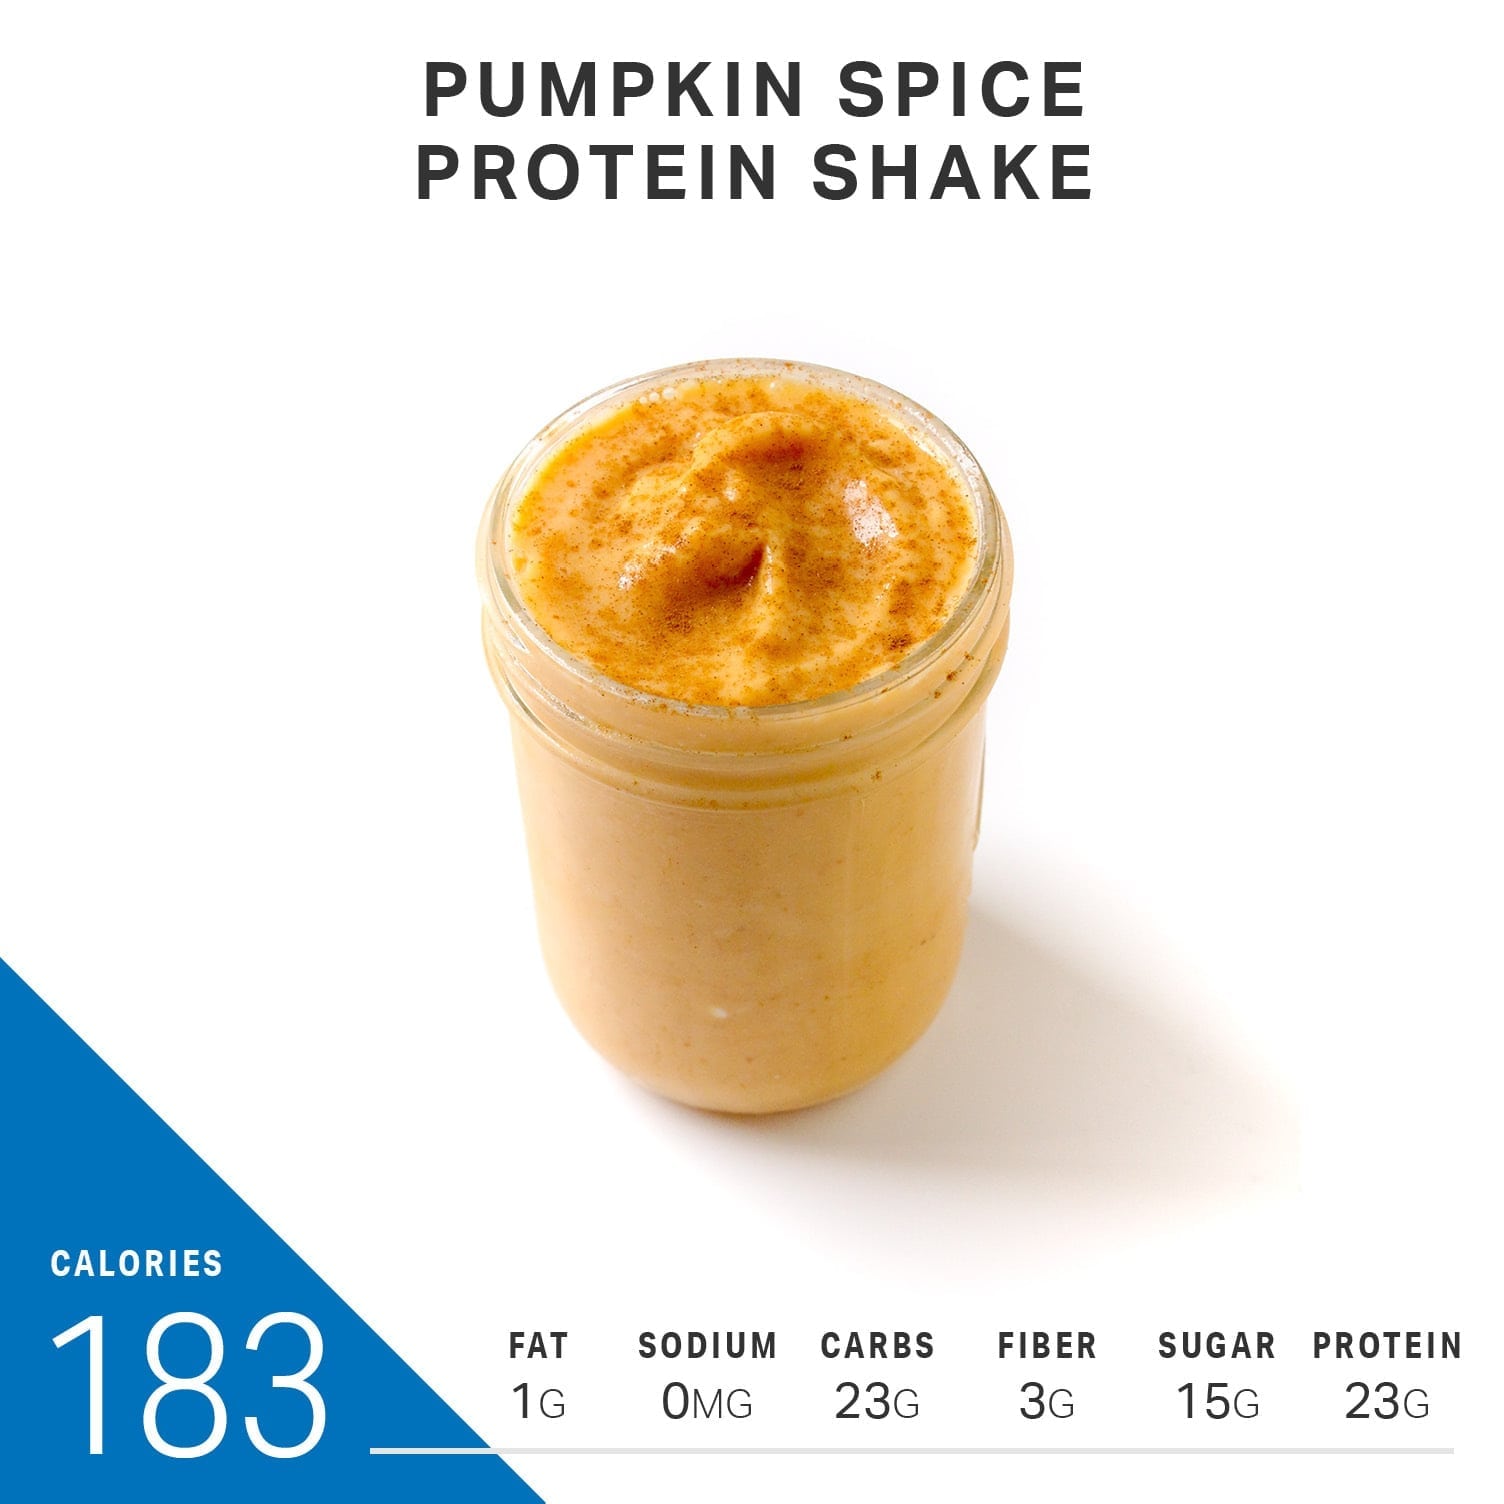 PUMPKIN SPICE
PROTEIN SHAKE
CALORIES
183
FAT SODIUM CARBS FIBER SUGAR PROTEIN
1G 0MG 23G 3G 15G 23G